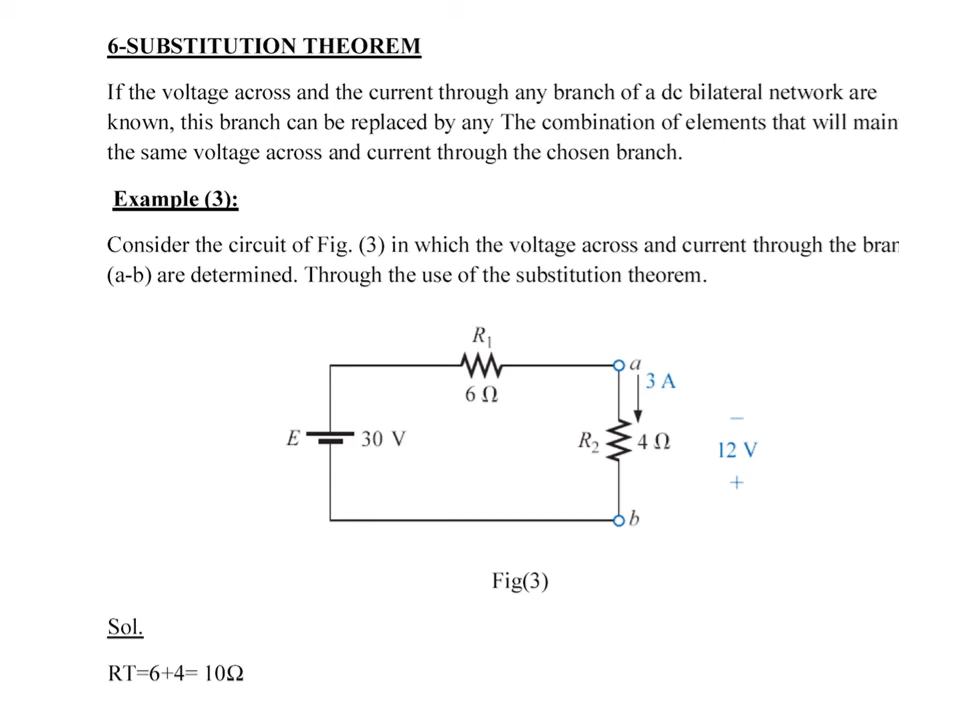 6-SUBSTITUTION THEOREM
If the voltage across and the current through any branch of a dc bilateral network are
known, this branch can be replaced by any The combination of elements that will main
the same voltage across and current through the chosen branch.
Example (3):
Consider the circuit of Fig. (3) in which the voltage across and current through the bran
(a-b) are determined. Through the use of the substitution theorem.
R1
6 Ω
a
3 A
E
30 V
R2
4 Ω
−
12 V
+
b
Fig(3)
Sol.
RT=6+4= 10Ω